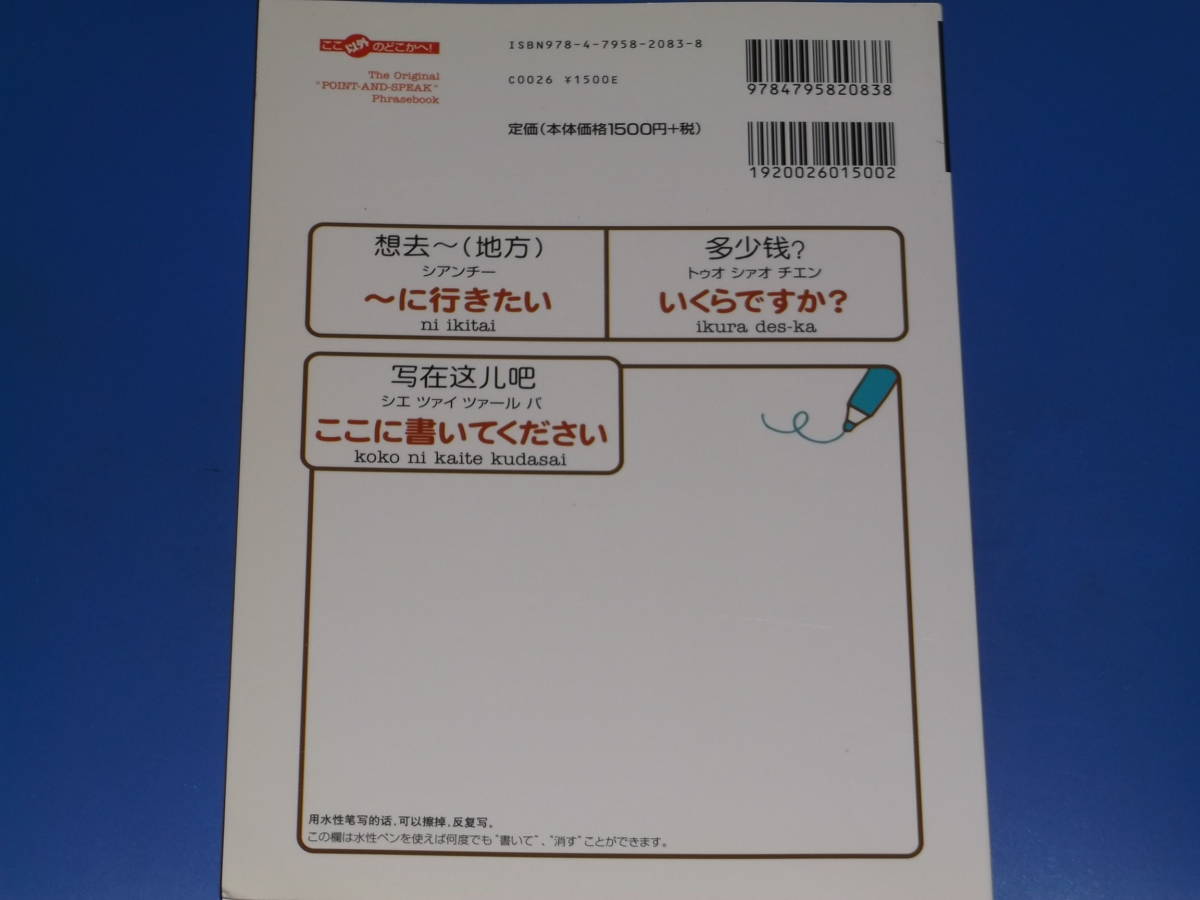 ここ以外のどこかへ!
The Original
"POINT-AND-SPEAK"
Phrasebook
ISBN978-4-7958-2083-8
C0026 ¥1500E
定価(本体価格1500円+税)
9784795820838
1920026015002
想去～(地方)
シアンチー
～に行きたい
ni ikitai
多少钱?
トゥオ シァオ チエン
いくらですか?
ikura des-ka
写在这儿吧
シエ ツァイ ツァール バ
ここに書いてください
koko ni kaite kudasai
用水性笔写的话,可以擦掉,反复写。
この欄は水性ペンを使えば何度でも"書いて"、"消す"ことができます。